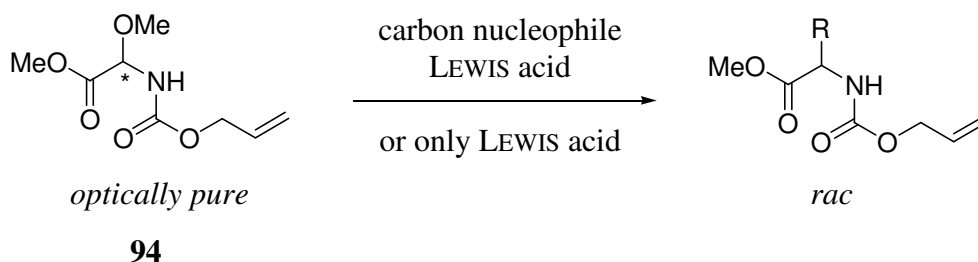 OMe
carbon nucleophile
R
MeO
*
NH
LEWIS acid
MeO
NH
O
O
O
or only LEWIS acid
O
O
O
optically pure
rac
94